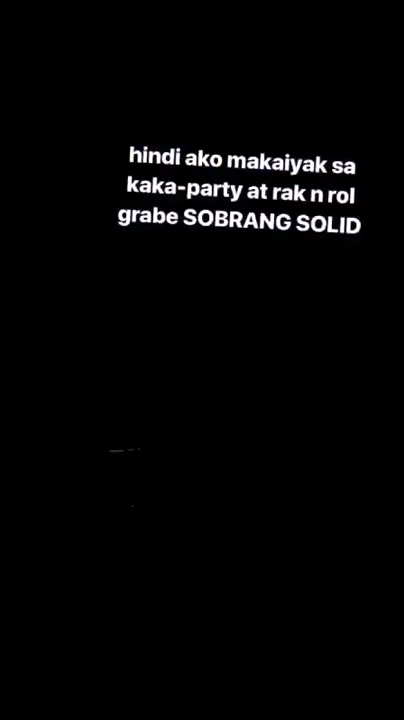 hindi ako makaiyak sa
kaka-party at rak n rol
grabe SOBRANG SOLID